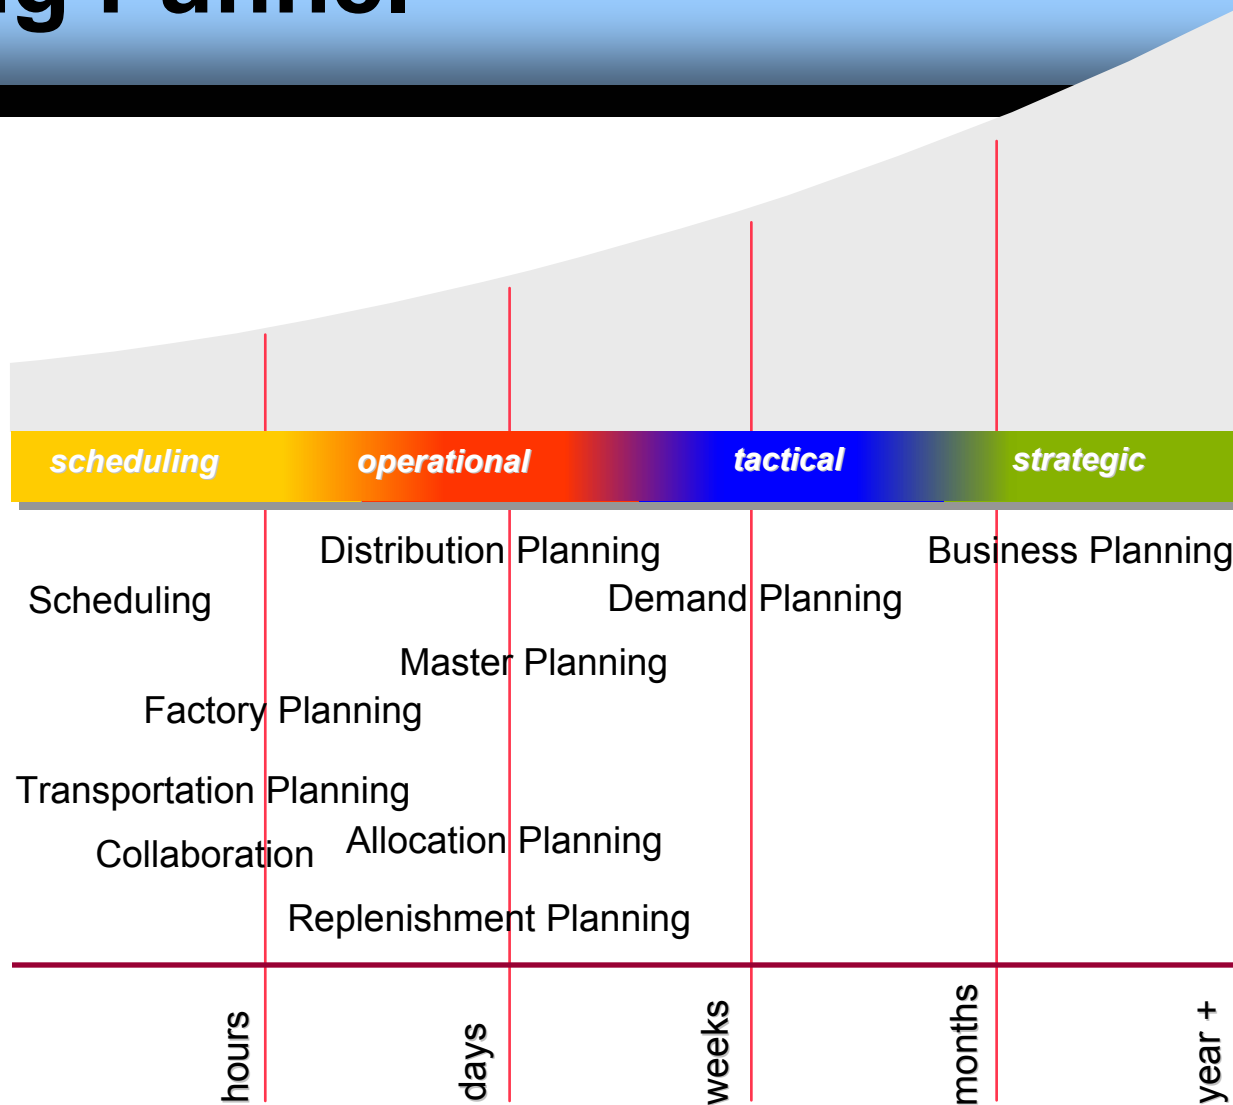 scheduling operational tactical strategic
Distribution Planning Business Planning
Scheduling Demand Planning
Master Planning
Factory Planning
Transportation Planning
Collaboration Allocation Planning
Replenishment Planning
hours days weeks months year +